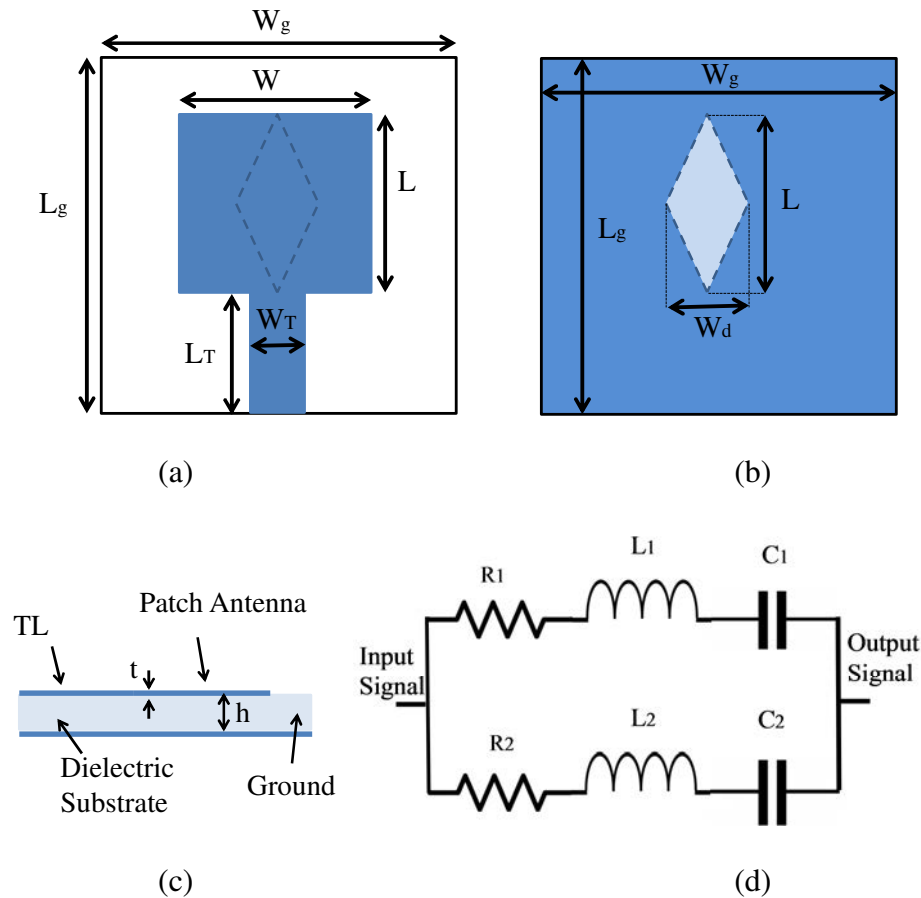 Wg
W
Lg
L
WT
LT
(a)
Wg
Lg
L
Wd
(b)
TL
Patch Antenna
t
h
Dielectric
Substrate
Ground
(c)
L1
C1
R1
Input
Signal
Output
Signal
L2
C2
R2
(d)